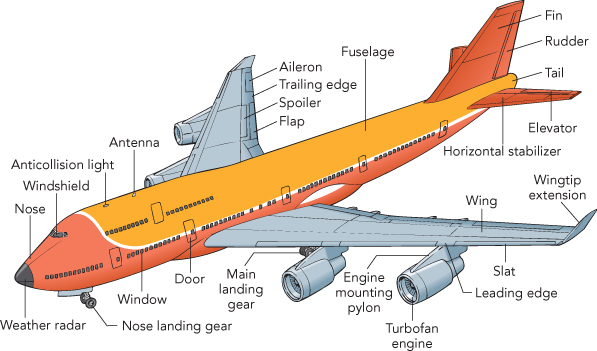 Fin
Rudder
Fuselage
Aileron
Trailing edge
Tail
Spoiler
Flap
Elevator
Antenna
Horizontal stabilizer
Anticollision light
Windshield
Wingtip
extension
Nose
Wing
Main
landing
gear
Door
Engine
mounting
pylon
Slat
Window
Leading edge
Weather radar
Nose landing gear
Turbofan
engine